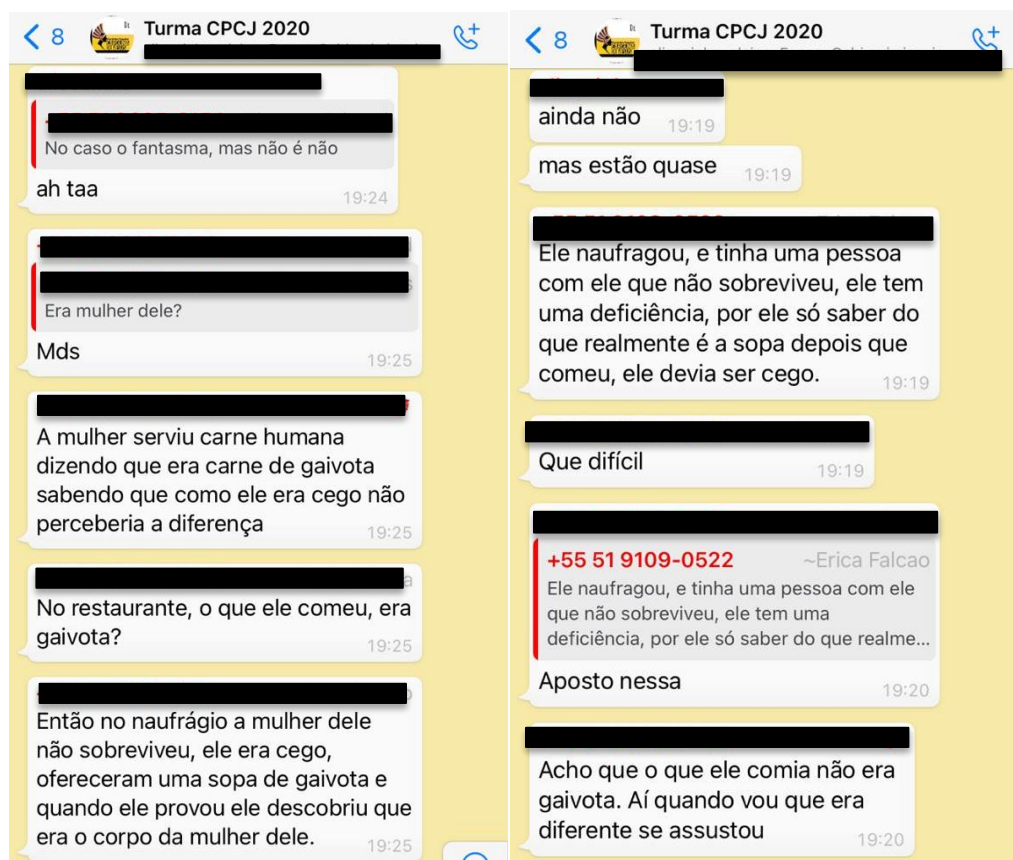 8
Turma CPCJ 2020
No caso o fantasma, mas não é não
ah taa
19:24
Era mulher dele?
Mds
19:25
A mulher serviu carne humana
dizendo que era carne de gaivota
sabendo que como ele era cego não
perceberia a diferença
19:25
No restaurante, o que ele comeu, era
gaivota?
19:25
Então no naufrágio a mulher dele
não sobreviveu, ele era cego,
ofereceram uma sopa de gaivota e
quando ele provou ele descobriu que
era o corpo da mulher dele.
19:25
8
Turma CPCJ 2020
ainda não
19:19
mas estão quase
19:19
Ele naufragou, e tinha uma pessoa
com ele que não sobreviveu, ele tem
uma deficiência, por ele só saber do
que realmente é a sopa depois que
comeu, ele devia ser cego.
19:19
Que difícil
19:19
+55 51 9109-0522 ~Erica Falcao
Ele naufragou, e tinha uma pessoa com ele
que não sobreviveu, ele tem uma
deficiência, por ele só saber do que realme...
Aposto nessa
19:20
Acho que o que ele comia não era
gaivota. Aí quando vou que era
diferente se assustou
19:20